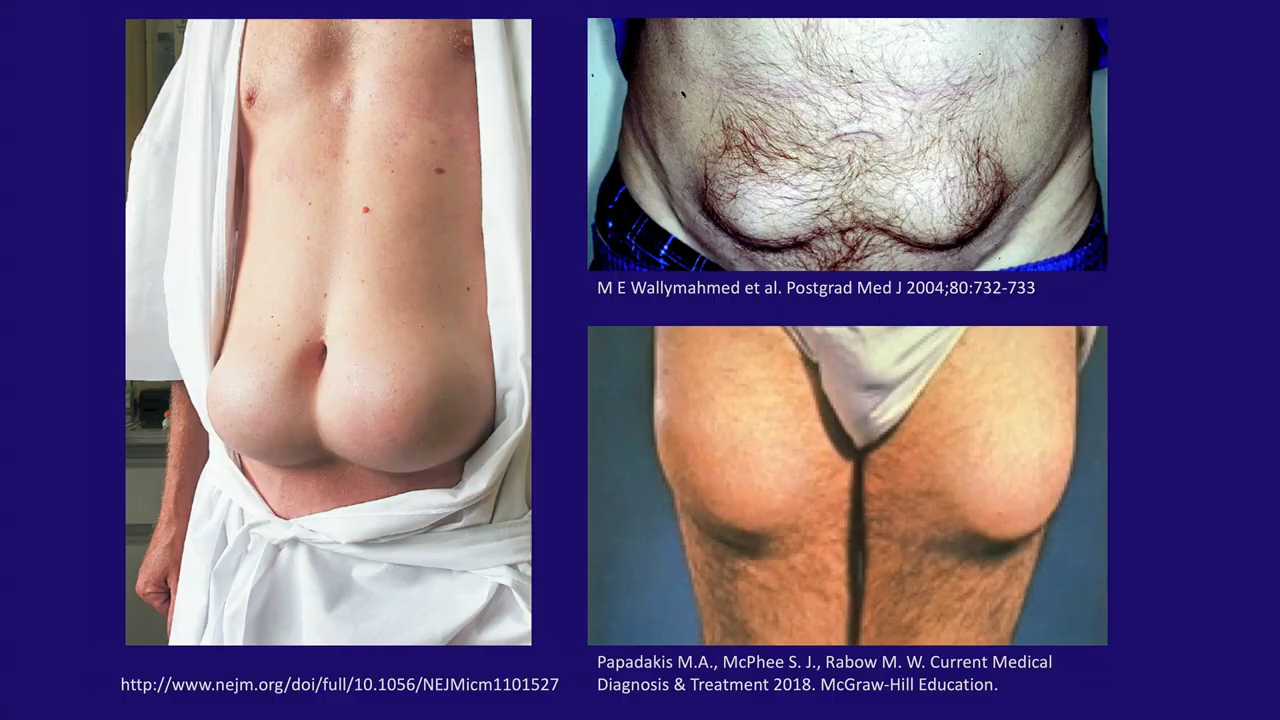 M E Wallymahmed et al. Postgrad Med J 2004;80:732-733
Papadakis M.A., McPhee S. J., Rabow M. W. Current Medical
Diagnosis & Treatment 2018. McGraw-Hill Education.
http://www.nejm.org/doi/full/10.1056/NEJMicm1101527